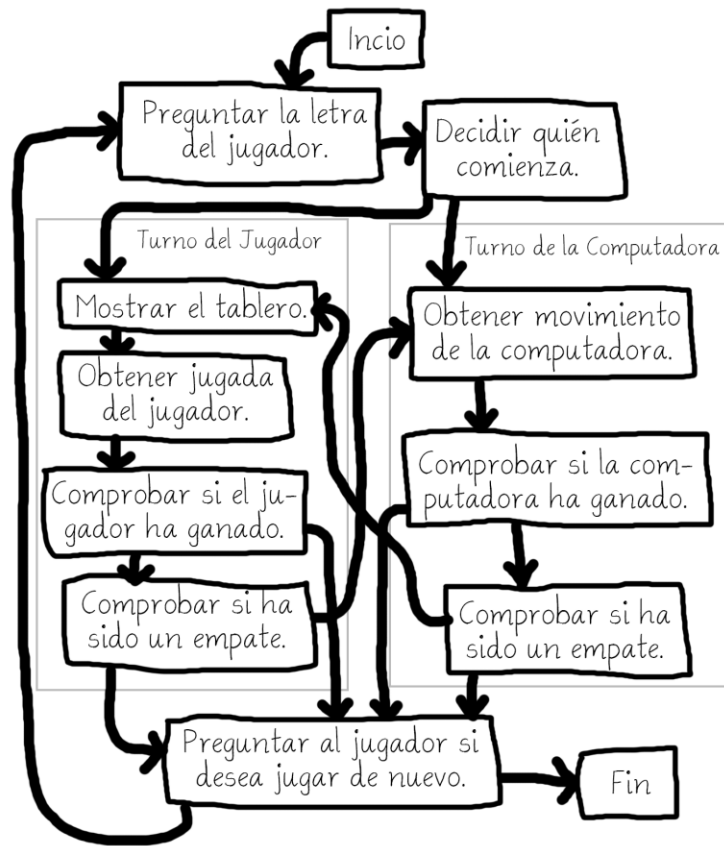 Incio
Preguntar la letra
del jugador.
Decidir quién
comienza.
Turno del Jugador
Mostrar el tablero.
Obtener jugada
del jugador.
Comprobar si el ju-
gador ha ganado.
Comprobar si ha
sido un empate.
Turno de la Computadora
Obtener movimiento
de la computadora.
Comprobar si la com-
putadora ha ganado.
Comprobar si ha
sido un empate.
Preguntar al jugador si
desea jugar de nuevo.
Fin